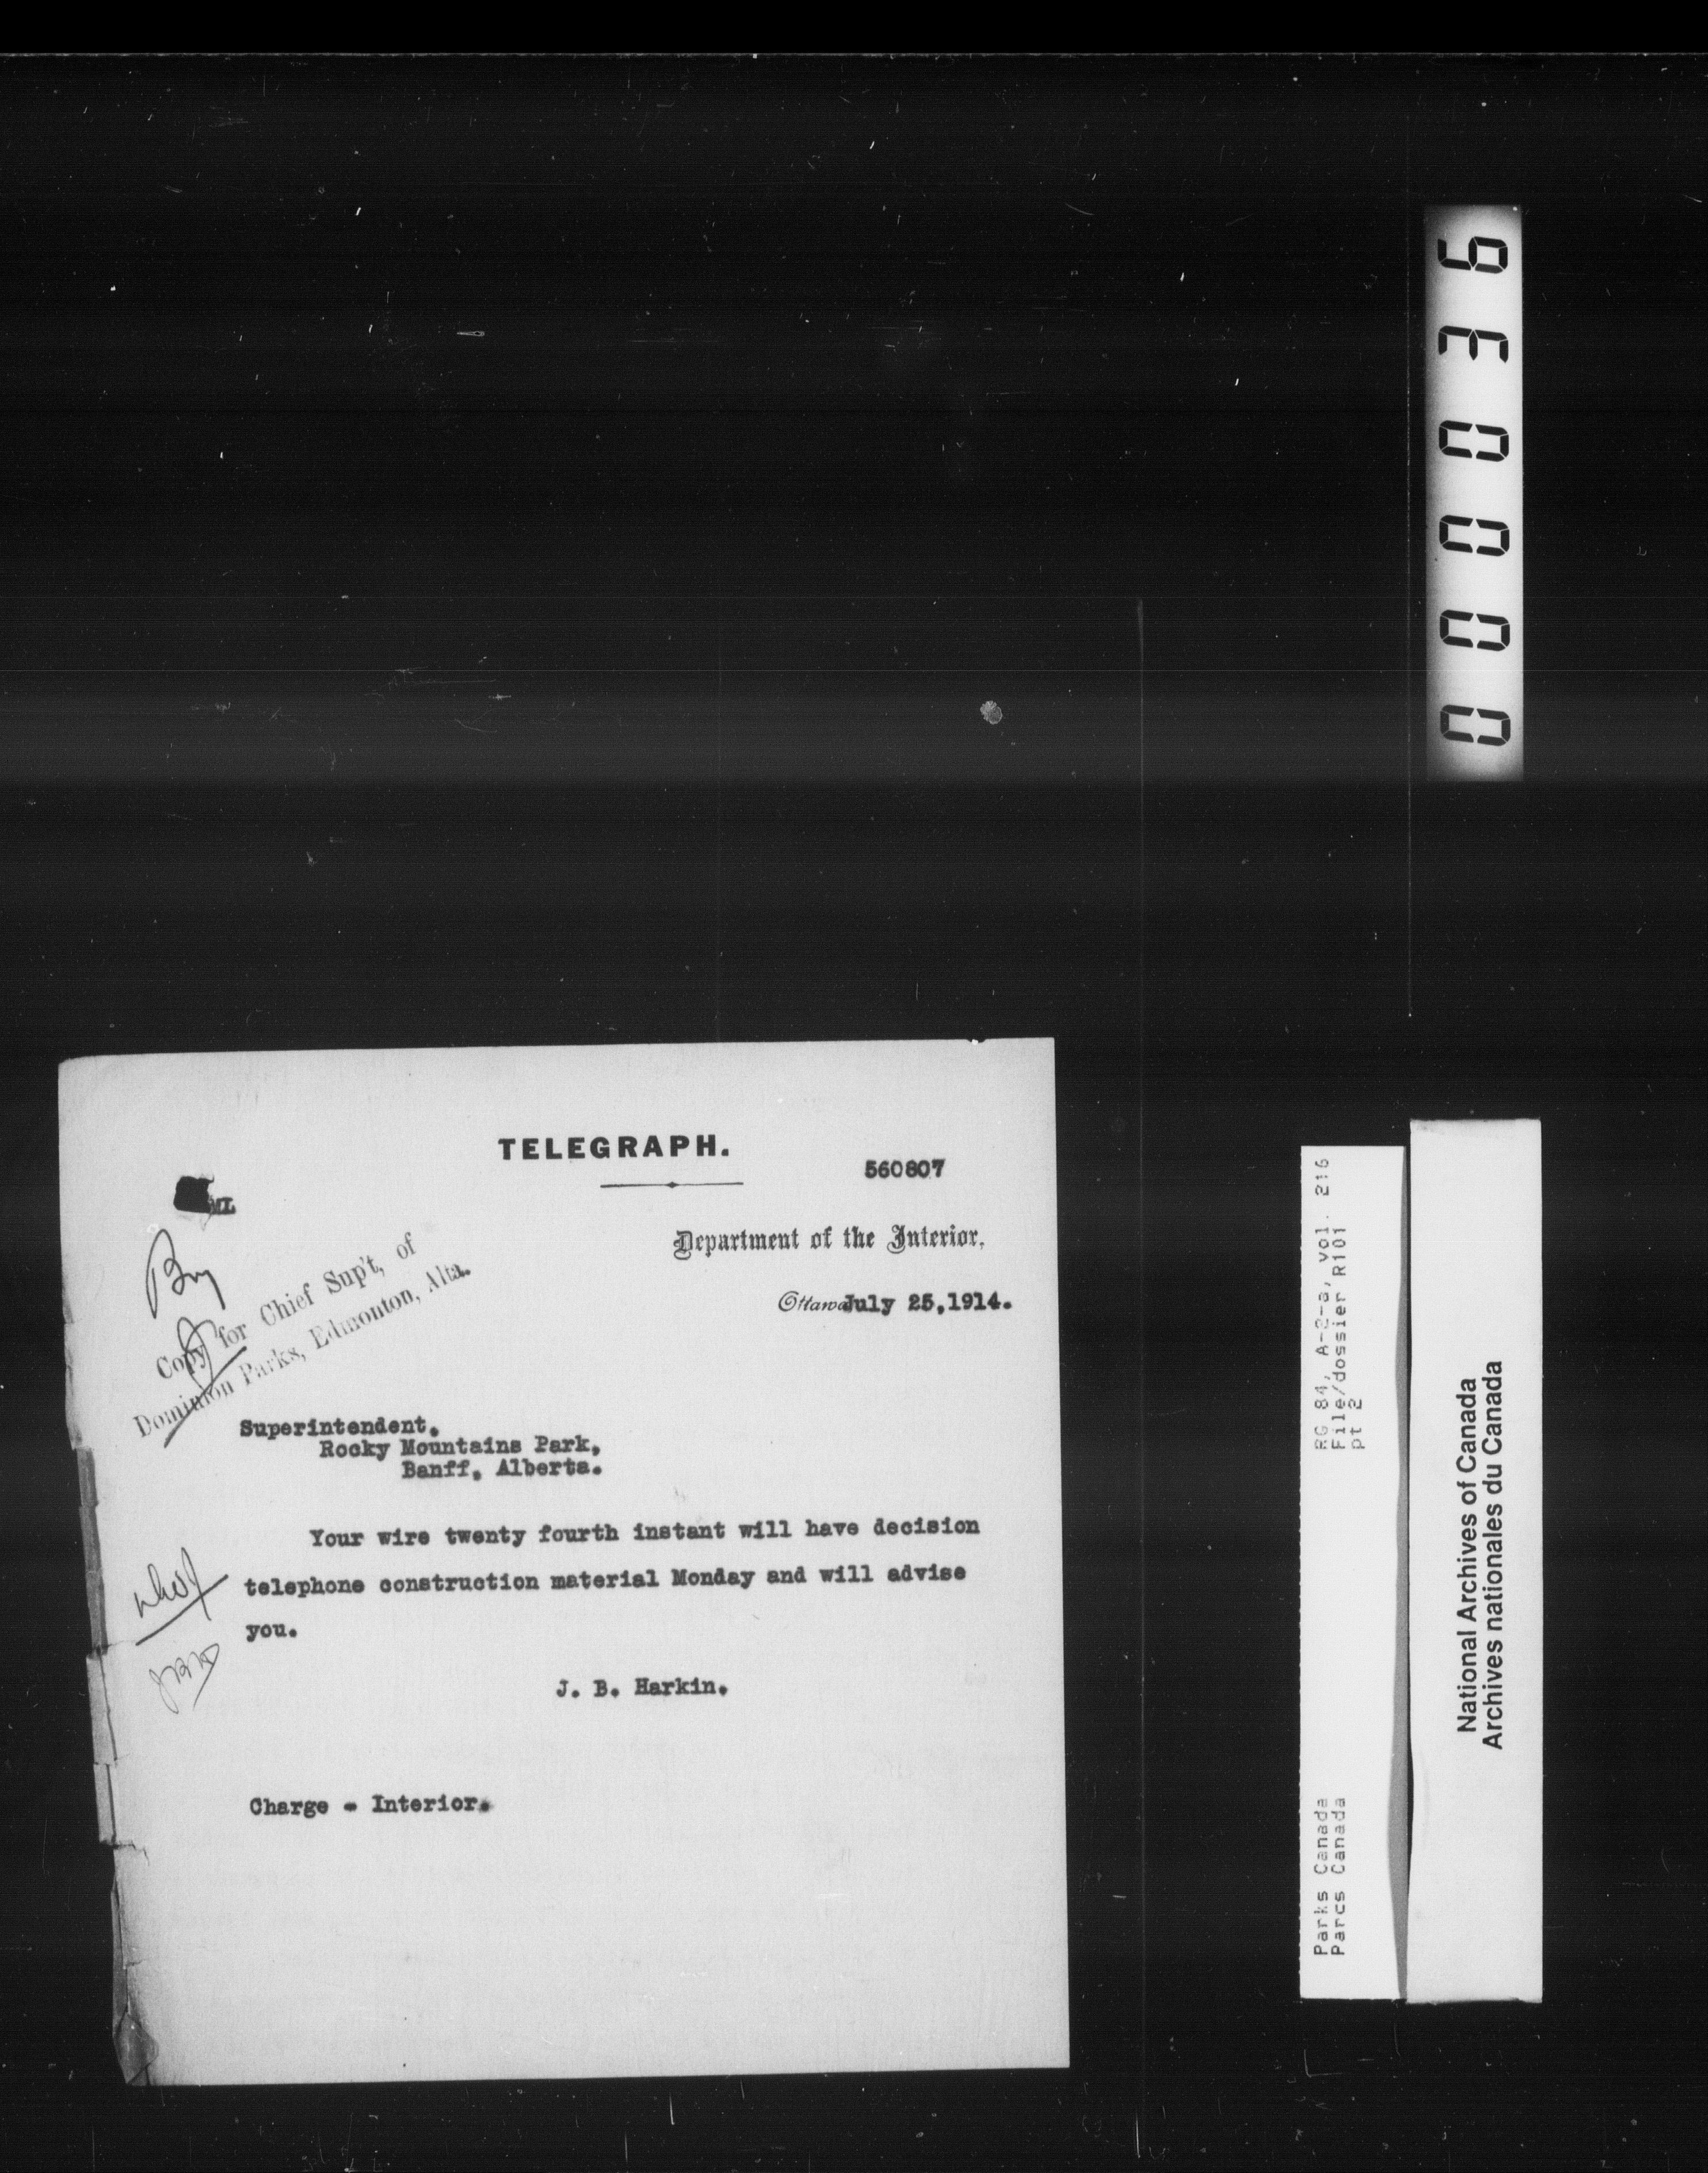 TELEGRAPH.
560807
ML
Department of the Interior,
Ottawa July 25,1914.
Copy for Chief Sup't, of
Dominion Parks, Edmonton, Alta.
Superintendent,
Rocky Mountains Park,
Banff, Alberta.
Your wire twenty fourth instant will have decision
telephone construction material Monday and will advise
you.
J. B. Harkin.
Charge - Interior.
000036
RG 84, A-2-a, vol. 216
File/dossier R101
pt 2
Parks Canada
Parcs Canada
National Archives of Canada
Archives nationales du Canada